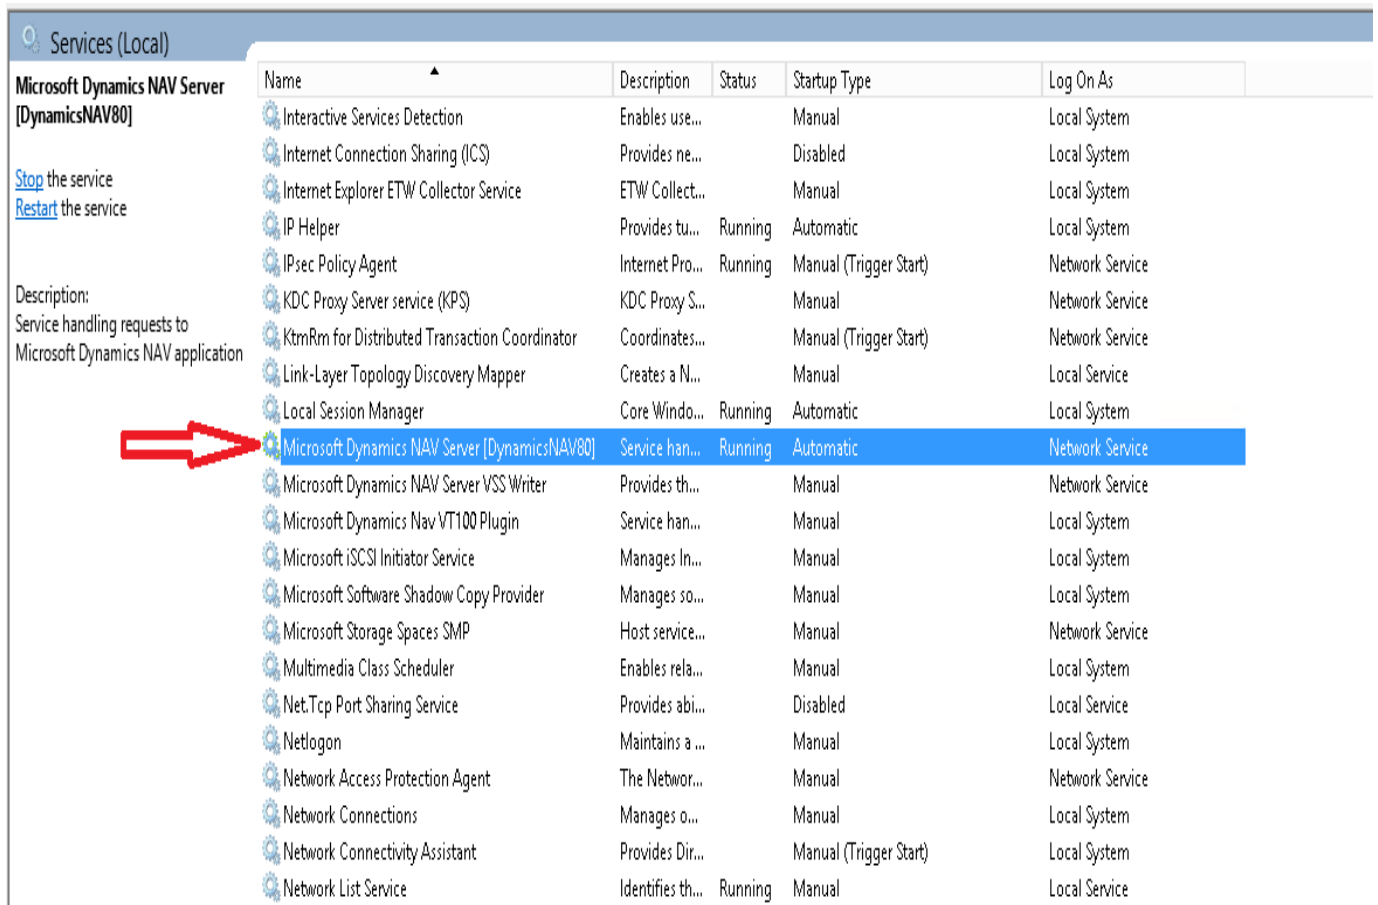 Services (Local)
Microsoft Dynamics NAV Server
[DynamicsNAV80]
Stop the service
Restart the service
Description:
Service handling requests to
Microsoft Dynamics NAV application
Name Description Status Startup Type Log On As
Interactive Services Detection Enables use... Manual Local System
Internet Connection Sharing (ICS) Provides ne... Disabled Local System
Internet Explorer ETW Collector Service ETW Collect... Manual Local System
IP Helper Provides tu... Running Automatic Local System
IPsec Policy Agent Internet Pro... Running Manual (Trigger Start) Network Service
KDC Proxy Server service (KPS) KDC Proxy S... Manual Network Service
KtmRm for Distributed Transaction Coordinator Coordinates... Manual (Trigger Start) Network Service
Link-Layer Topology Discovery Mapper Creates a N... Manual Local Service
Local Session Manager Core Windo... Running Automatic Local System
Microsoft Dynamics NAV Server [DynamicsNAV80] Service han... Running Automatic Network Service
Microsoft Dynamics NAV Server VSS Writer Provides th... Manual Network Service
Microsoft Dynamics Nav VT100 Plugin Service han... Manual Local System
Microsoft iSCSI Initiator Service Manages In... Manual Local System
Microsoft Software Shadow Copy Provider Manages so... Manual Local System
Microsoft Storage Spaces SMP Host service... Manual Network Service
Multimedia Class Scheduler Enables rela... Manual Local System
Net.Tcp Port Sharing Service Provides abi... Disabled Local Service
Netlogon Maintains a ... Manual Local System
Network Access Protection Agent The Networ... Manual Network Service
Network Connections Manages o... Manual Local System
Network Connectivity Assistant Provides Dir... Manual (Trigger Start) Local System
Network List Service Identifies th... Running Manual Local Service